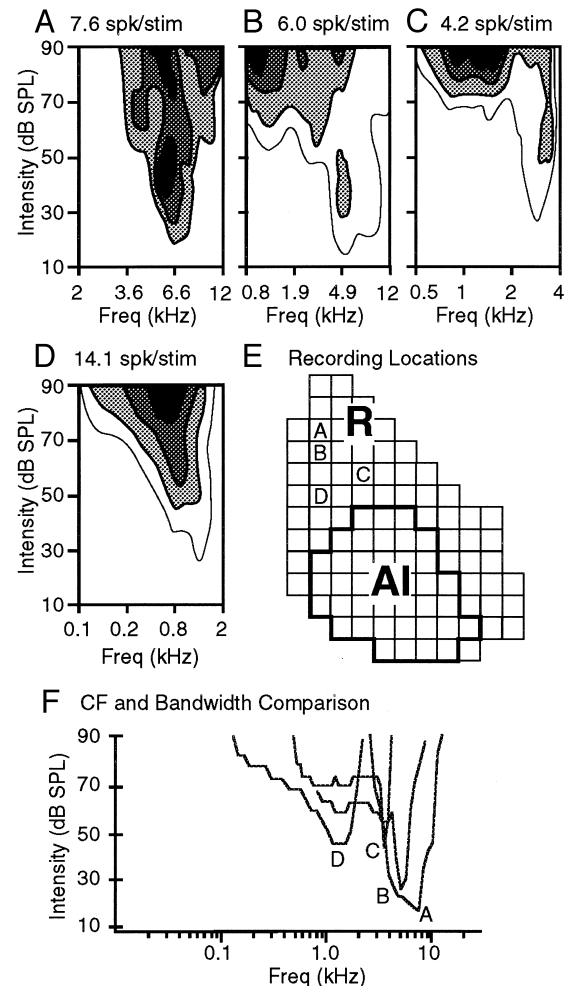 A 7.6 spk/stim
B 6.0 spk/stim
C 4.2 spk/stim
Intensity (dB SPL)
90
70
50
30
10
2 3.6 6.6 12
Freq (kHz)
0.8 1.9 4.9 12
Freq (kHz)
0.5 1 2 4
Freq (kHz)
D 14.1 spk/stim
Intensity (dB SPL)
90
70
50
30
10
0.1 0.2 0.8 2
Freq (kHz)
E Recording Locations
R
A
B
C
D
AI
F CF and Bandwidth Comparison
Intensity (dB SPL)
90
70
50
30
10
D
C
B
A
0.1 1.0 10
Freq (kHz)